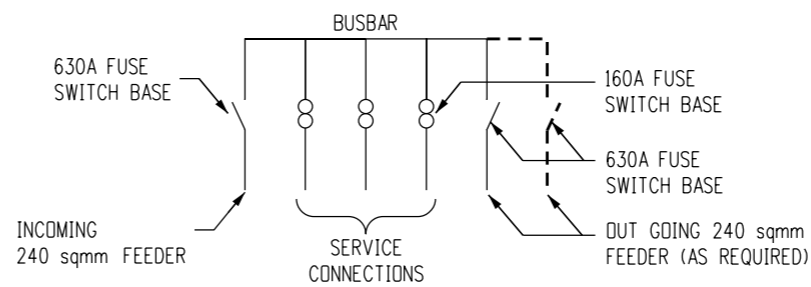 BUSBAR
630A FUSE
SWITCH BASE
160A FUSE
SWITCH BASE
630A FUSE
SWITCH BASE
INCOMING
240 sqmm FEEDER
SERVICE
CONNECTIONS
OUT GOING 240 sqmm
FEEDER (AS REQUIRED)